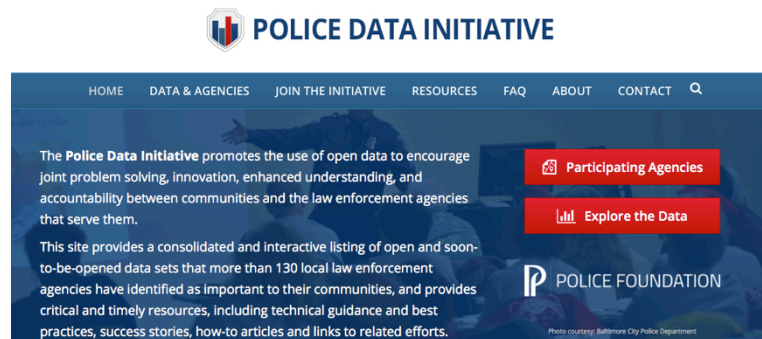 POLICE DATA INITIATIVE
HOME DATA & AGENCIES JOIN THE INITIATIVE RESOURCES FAQ ABOUT CONTACT
The Police Data Initiative promotes the use of open data to encourage
joint problem solving, innovation, enhanced understanding, and
accountability between communities and the law enforcement agencies
that serve them.
This site provides a consolidated and interactive listing of open and soon-
to-be-opened data sets that more than 130 local law enforcement
agencies have identified as important to their communities, and provides
critical and timely resources, including technical guidance and best
practices, success stories, how-to articles and links to related efforts.
Participating Agencies
Explore the Data
POLICE FOUNDATION
Photo courtesy: Baltimore City Police Department